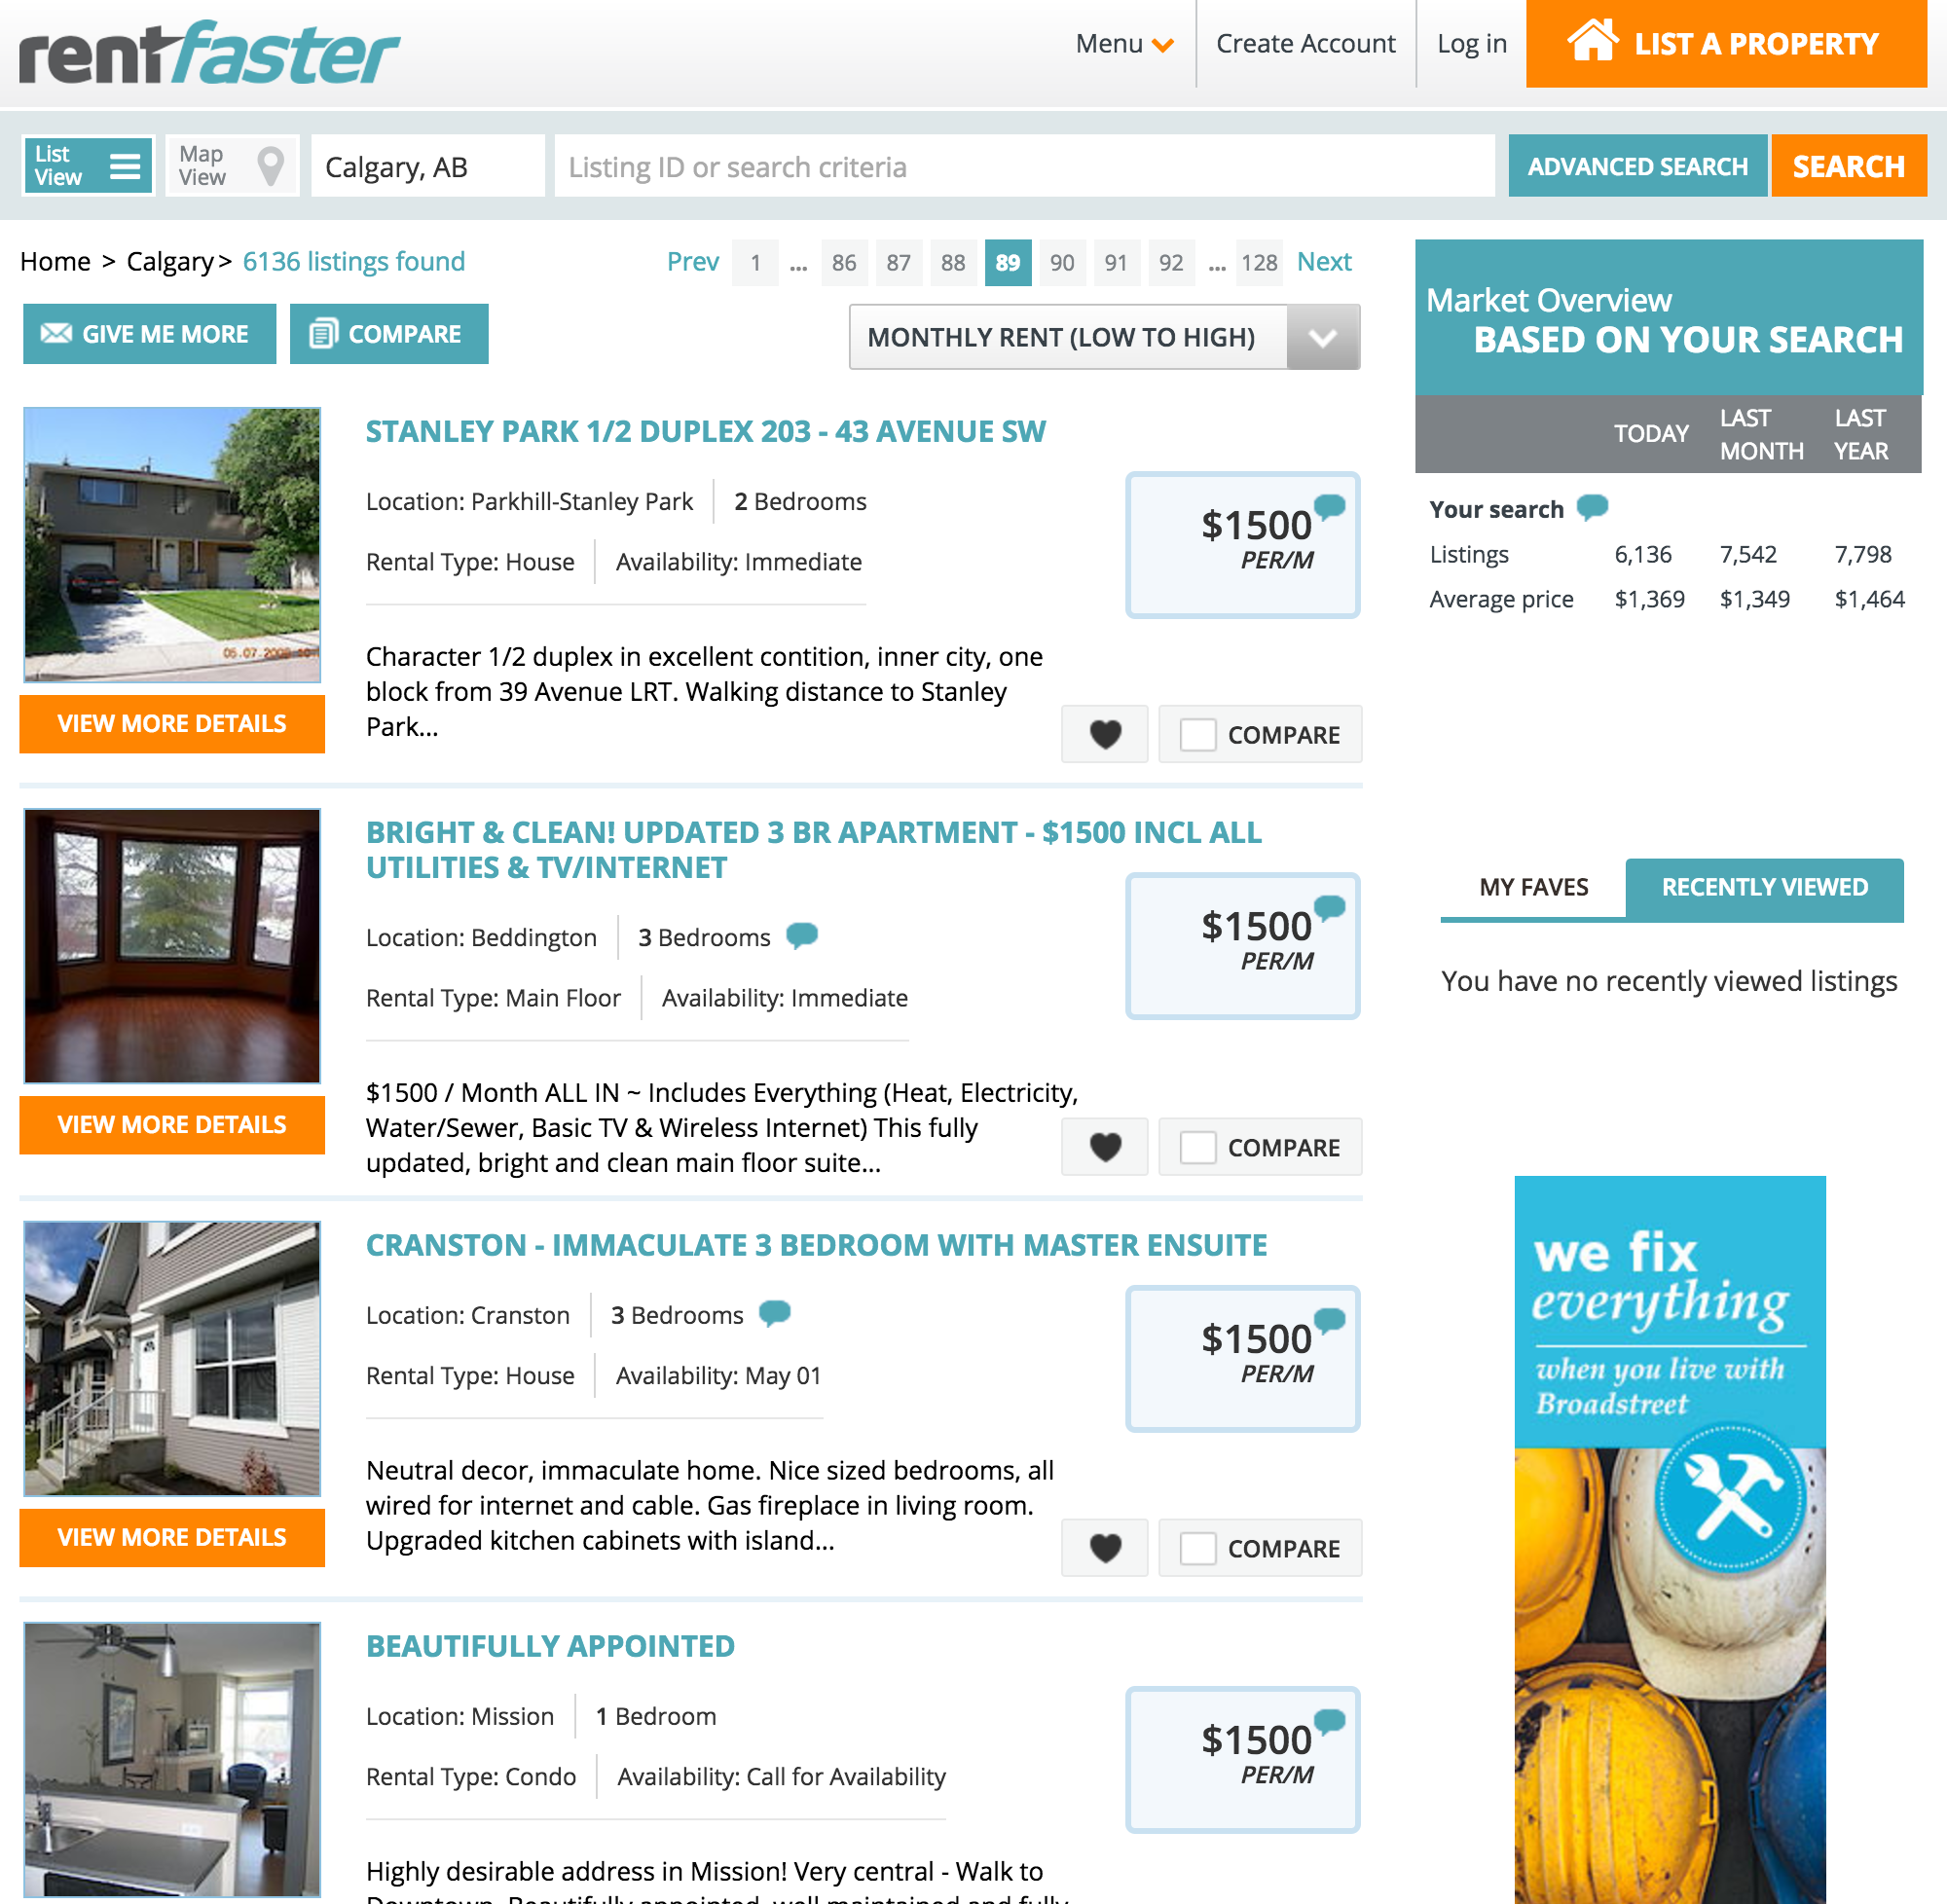 rentfaster
Menu
Create Account
Log in
LIST A PROPERTY
List
View
Map
View
Calgary, AB
Listing ID or search criteria
ADVANCED SEARCH
SEARCH
Home > Calgary > 6136 listings found
Prev 1 ... 86 87 88 89 90 91 92 ... 128 Next
GIVE ME MORE
COMPARE
MONTHLY RENT (LOW TO HIGH)
STANLEY PARK 1/2 DUPLEX 203 - 43 AVENUE SW
Location: Parkhill-Stanley Park
2 Bedrooms
Rental Type: House
Availability: Immediate
$1500
PER/M
Character 1/2 duplex in excellent contition, inner city, one
block from 39 Avenue LRT. Walking distance to Stanley
Park...
VIEW MORE DETAILS
COMPARE
BRIGHT & CLEAN! UPDATED 3 BR APARTMENT - $1500 INCL ALL
UTILITIES & TV/INTERNET
Location: Beddington
3 Bedrooms
Rental Type: Main Floor
Availability: Immediate
$1500
PER/M
$1500 / Month ALL IN ~ Includes Everything (Heat, Electricity,
Water/Sewer, Basic TV & Wireless Internet) This fully
updated, bright and clean main floor suite...
VIEW MORE DETAILS
COMPARE
CRANSTON - IMMACULATE 3 BEDROOM WITH MASTER ENSUITE
Location: Cranston
3 Bedrooms
Rental Type: House
Availability: May 01
$1500
PER/M
Neutral decor, immaculate home. Nice sized bedrooms, all
wired for internet and cable. Gas fireplace in living room.
Upgraded kitchen cabinets with island...
VIEW MORE DETAILS
COMPARE
BEAUTIFULLY APPOINTED
Location: Mission
1 Bedroom
Rental Type: Condo
Availability: Call for Availability
$1500
PER/M
Highly desirable address in Mission! Very central - Walk to
Downtown. Beautifully appointed, well maintained and fully
Market Overview
BASED ON YOUR SEARCH
TODAY
LAST
MONTH
LAST
YEAR
Your search
Listings 6,136 7,542 7,798
Average price $1,369 $1,349 $1,464
MY FAVES
RECENTLY VIEWED
You have no recently viewed listings
we fix
everything
when you live with
Broadstreet